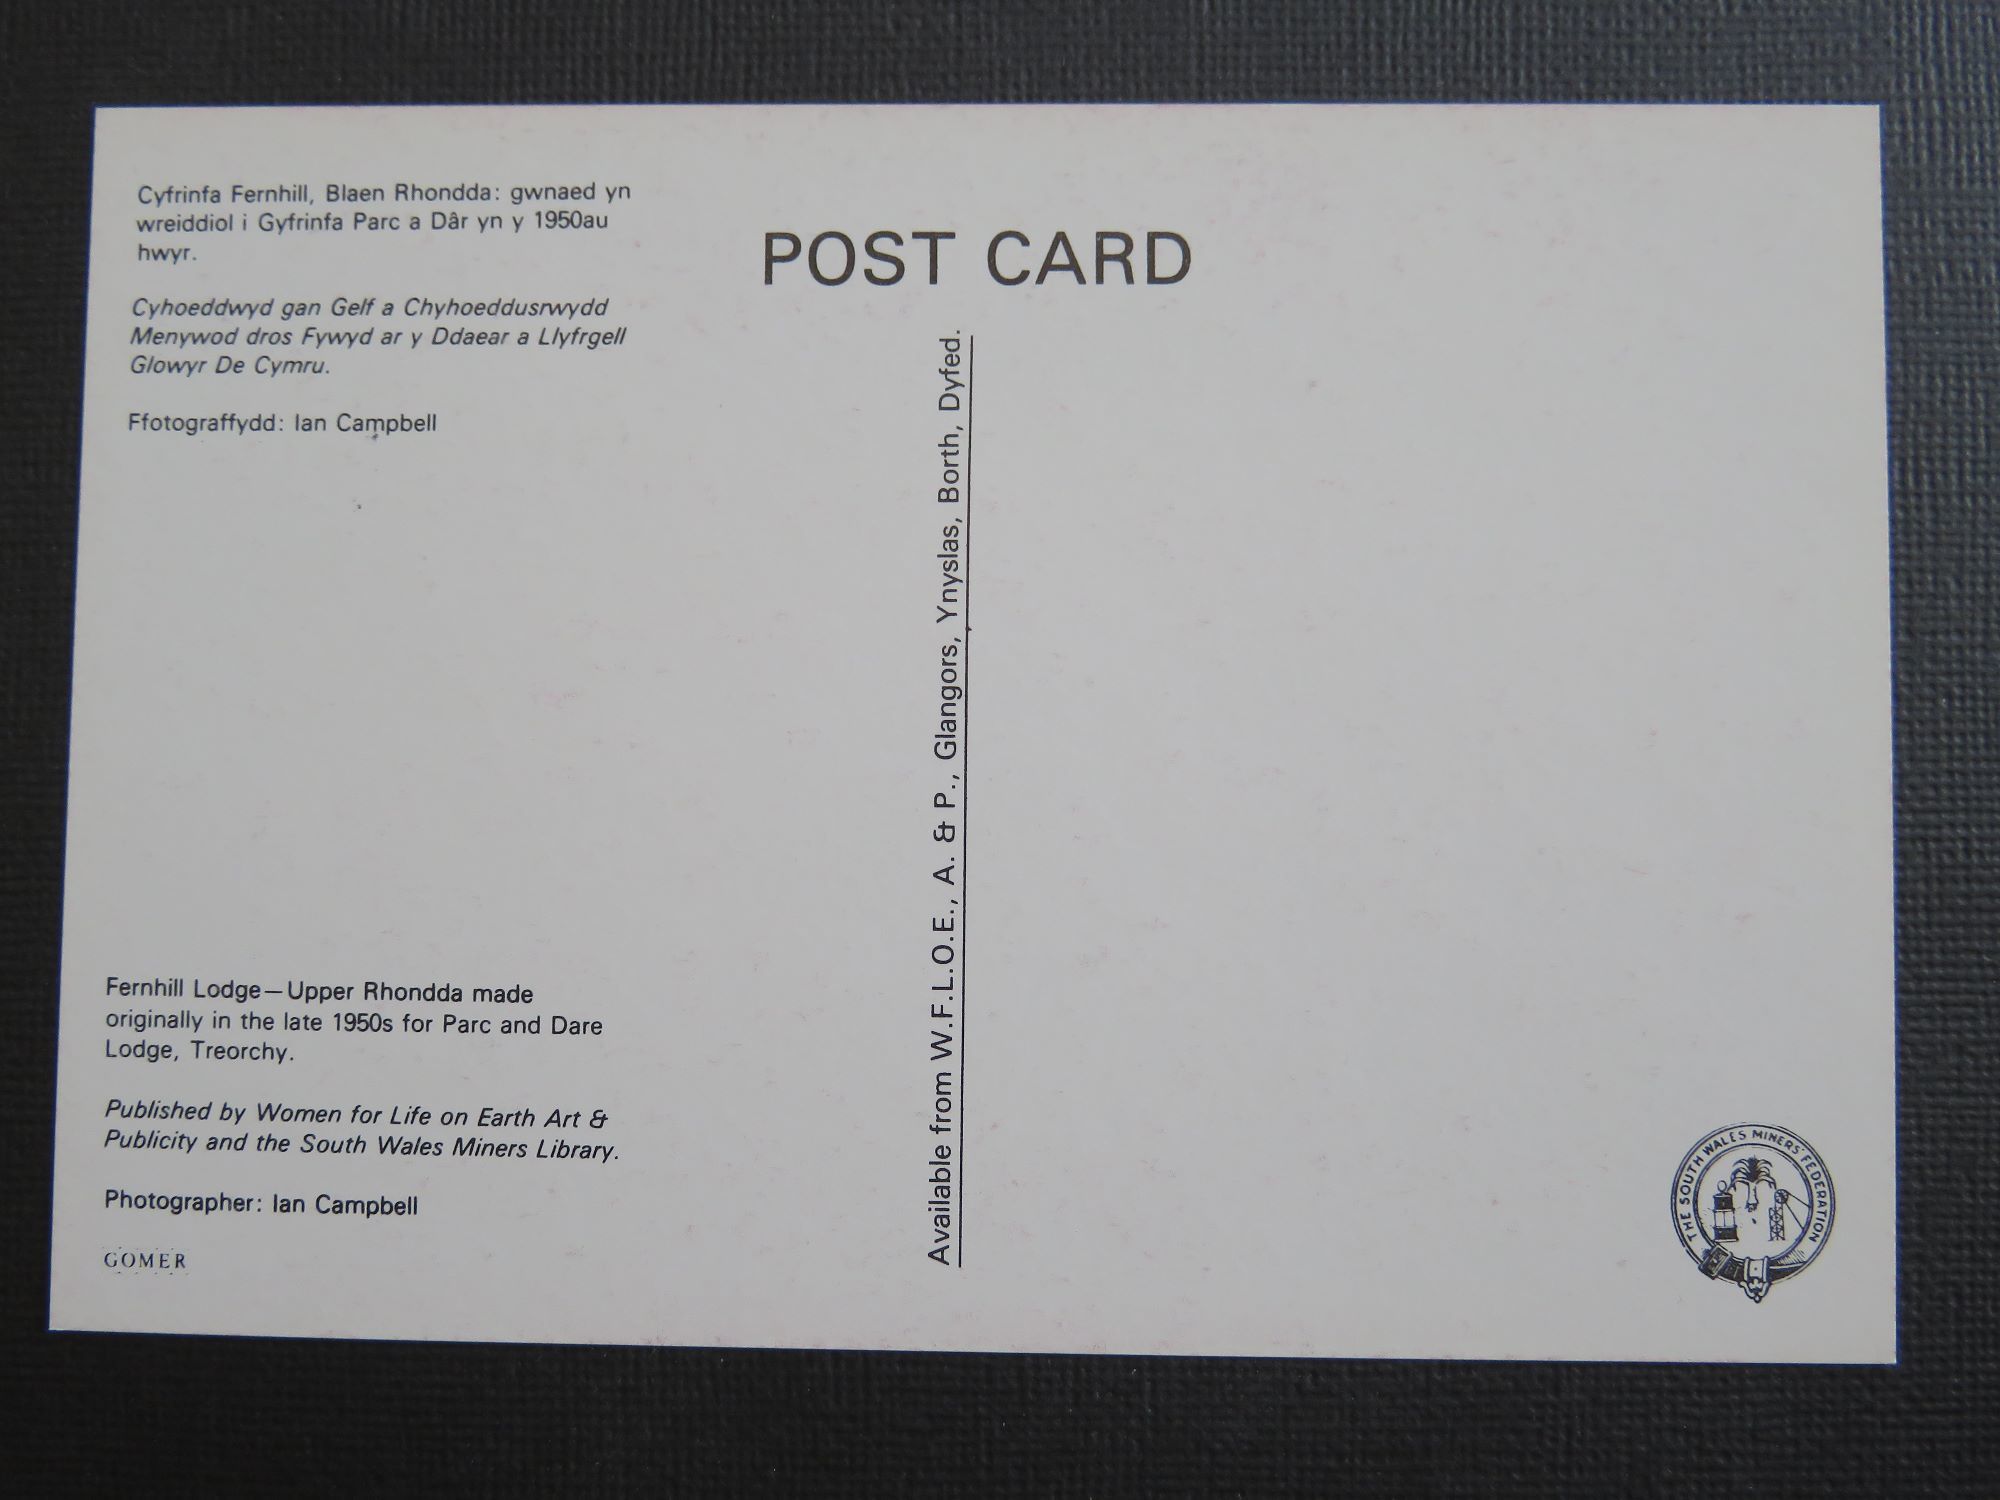 Cyfrinfa Fernhill, Blaen Rhondda: gwnaed yn
wreiddiol i Gyfrinfa Parc a Dâr yn y 1950au
hwyr.
Cyhoeddwyd gan Gelf a Chyhoeddusrwydd
Menywod dros Fywyd ar y Ddaear a Llyfrgell
Glowyr De Cymru.
Ffotograffydd: Ian Campbell
Fernhill Lodge—Upper Rhondda made
originally in the late 1950s for Parc and Dare
Lodge, Treorchy.
Published by Women for Life on Earth Art &
Publicity and the South Wales Miners Library.
Photographer: Ian Campbell
GOMER
POST CARD
Available from W.F.L.O.E., A. & P., Glangors, Ynyslas, Borth, Dyfed.
THE SOUTH WALES MINERS' FEDERATION